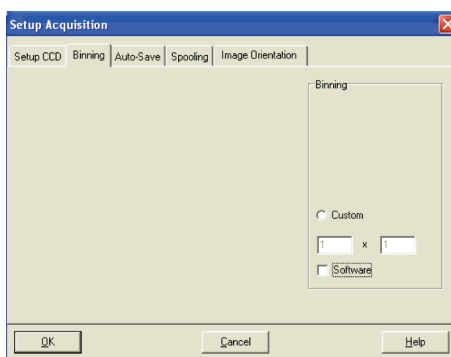 Setup Acquisition
Setup CCD Binning Auto-Save Spooling Image Orientation
Binning
Custom
1 x 1
Software
OK Cancel Help